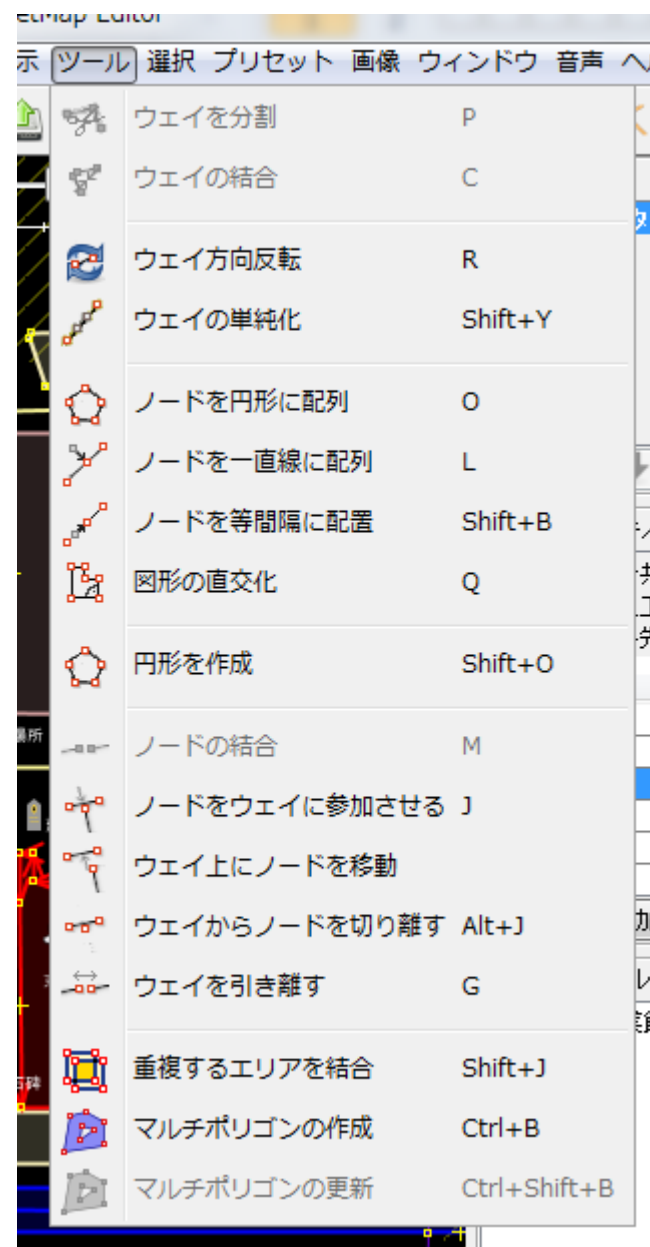 etMap Editor
示 ツール 選択 プリセット 画像 ウィンドウ 音声 ヘ
ウェイを分割 P
ウェイの結合 C
ウェイ方向反転 R
ウェイの単純化 Shift+Y
ノードを円形に配列 O
ノードを一直線に配列 L
ノードを等間隔に配置 Shift+B
図形の直交化 Q
円形を作成 Shift+O
ノードの結合 M
ノードをウェイに参加させる J
ウェイ上にノードを移動
ウェイからノードを切り離す Alt+J
ウェイを引き離す G
重複するエリアを結合 Shift+J
マルチポリゴンの作成 Ctrl+B
マルチポリゴンの更新 Ctrl+Shift+B